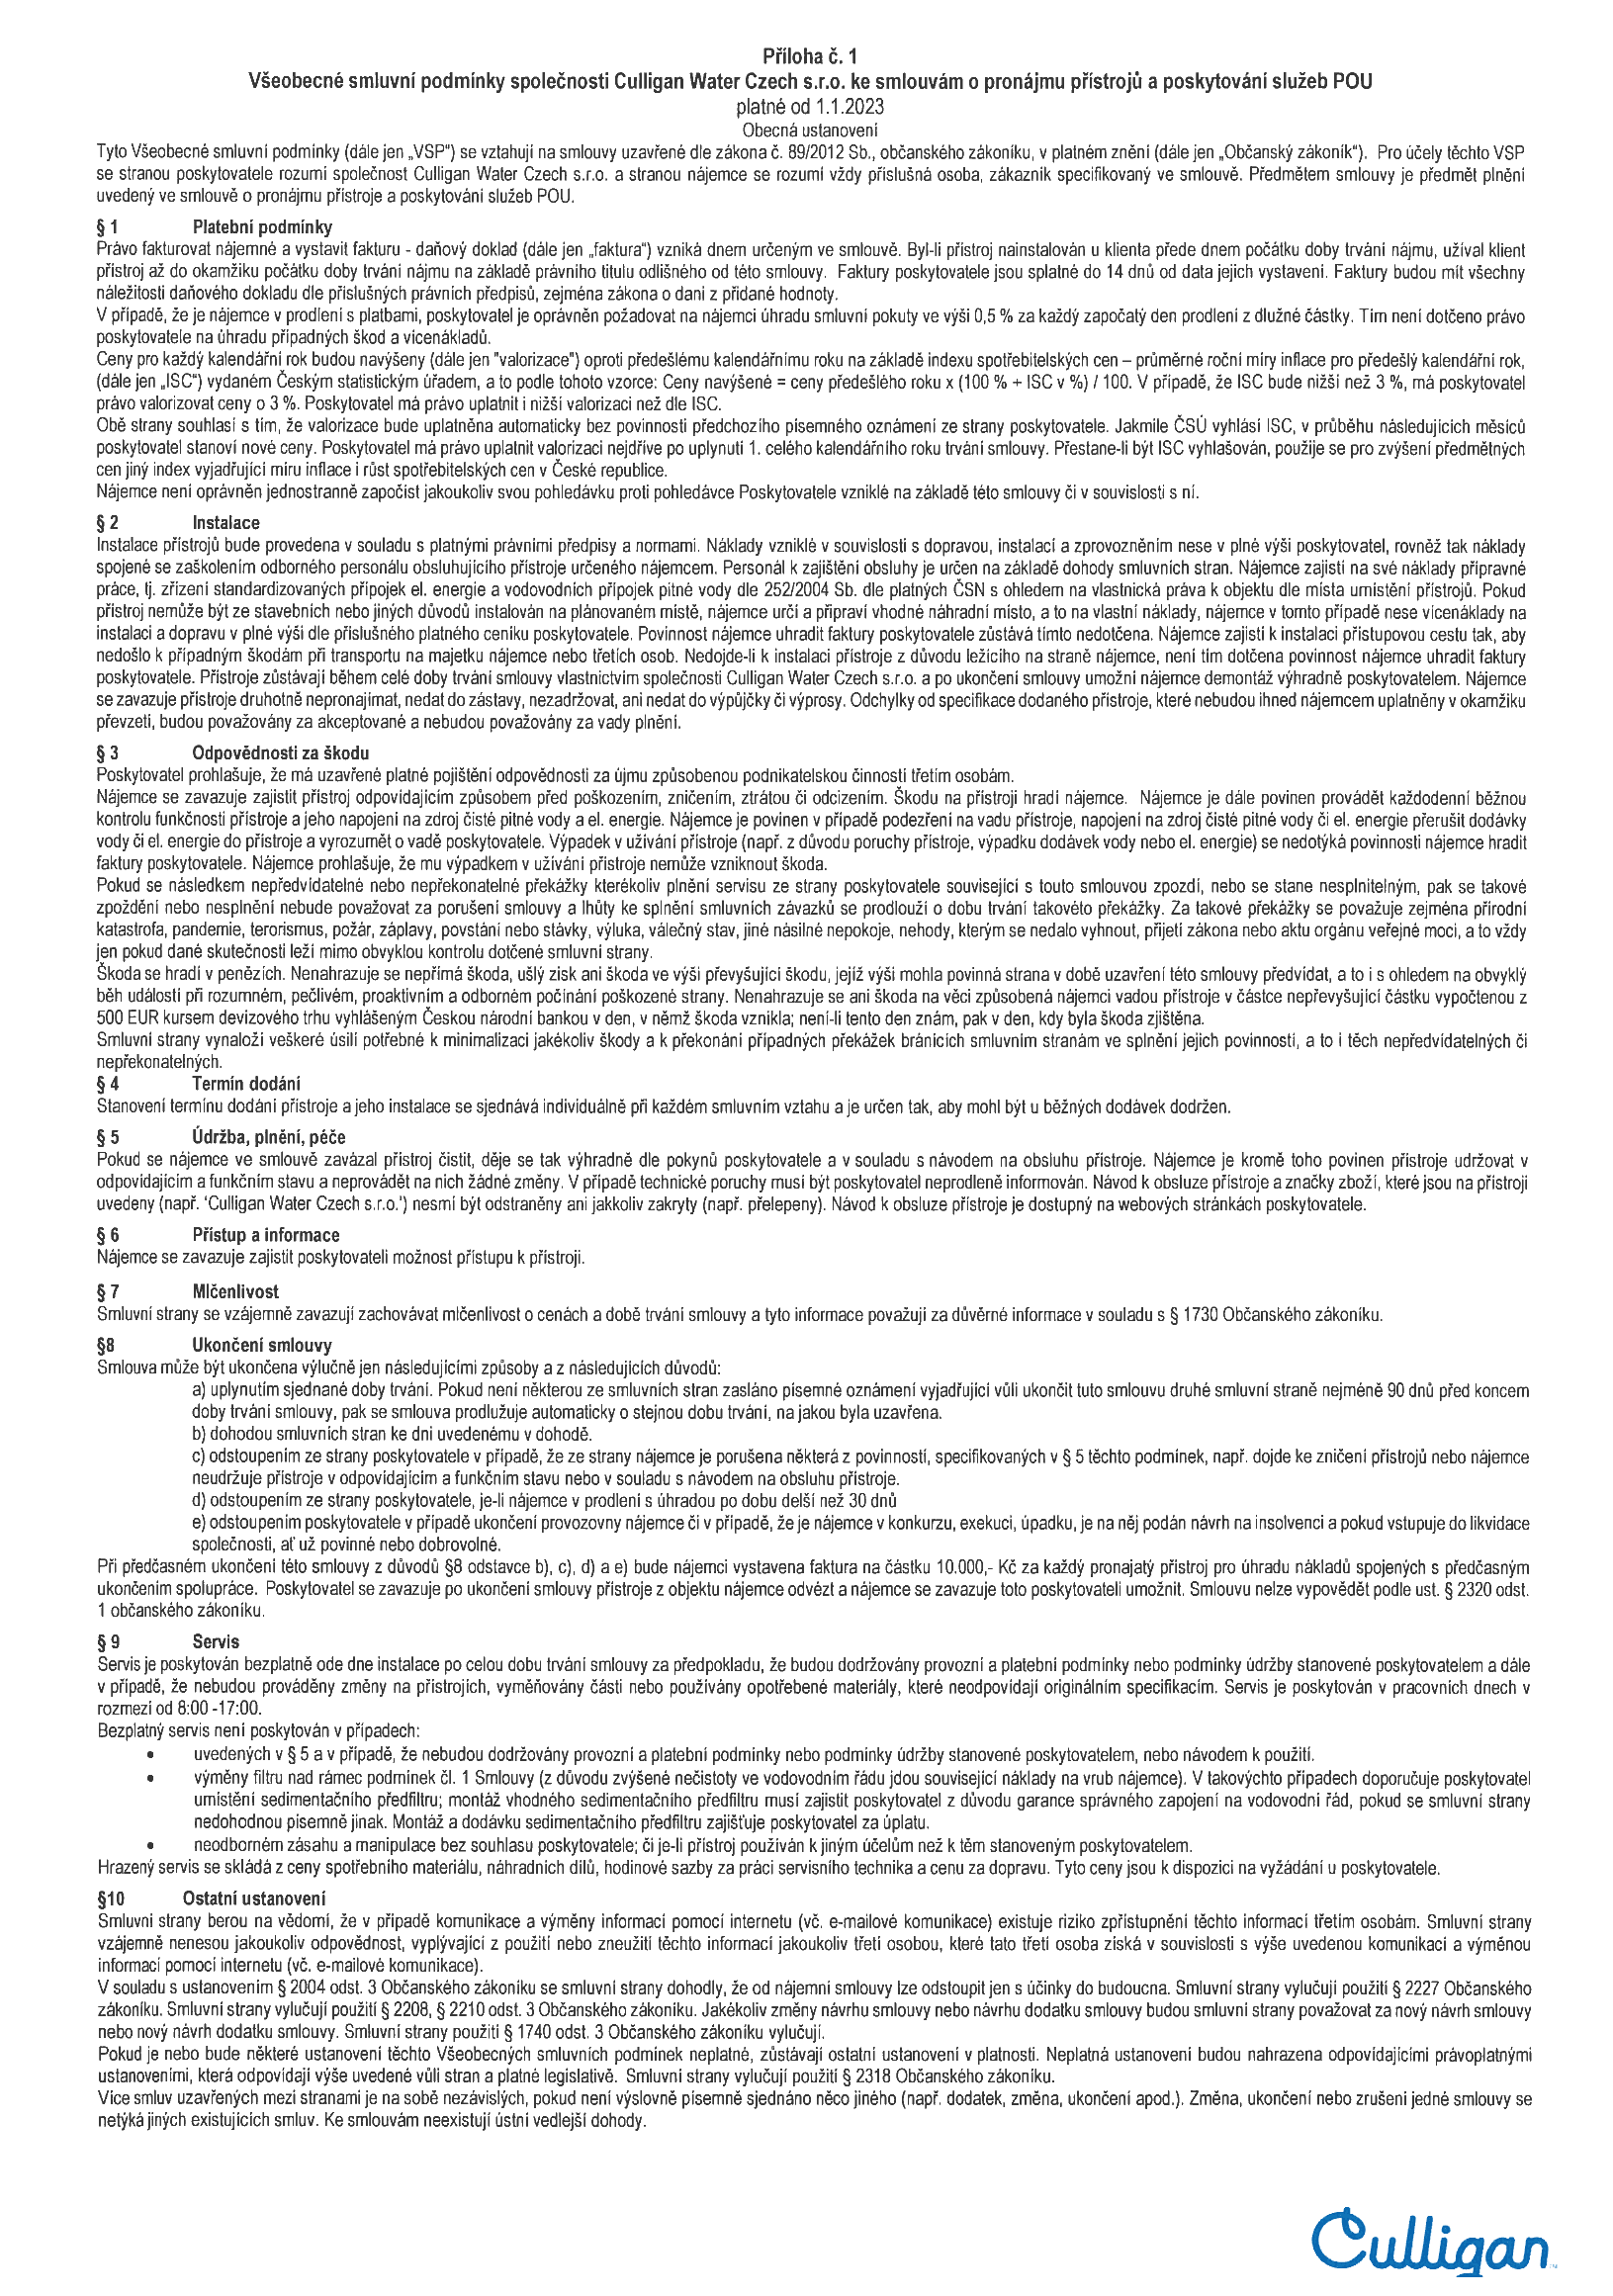 Příloha č. 1
Všeobecné smluvní podmínky společnosti Culligan Water Czech s.r.o. ke smlouvám o pronájmu přístrojů a poskytování služeb POU
platné od 1.1.2023
Obecná ustanovení
Tyto Všeobecné smluvní podmínky (dále jen „VSP“) se vztahují na smlouvy uzavřené dle zákona č. 89/2012 Sb., občanského zákoníku, v platném znění (dále jen „Občanský zákoník“). Pro účely těchto VSP
se stranou poskytovatele rozumí společnost Culligan Water Czech s.r.o. a stranou nájemce se rozumí vždy příslušná osoba, zákazník specifikovaný ve smlouvě. Předmětem smlouvy je předmět plnění
uvedený ve smlouvě o pronájmu přístroje a poskytování služeb POU.
§ 1 Platební podmínky
Právo fakturovat nájemné a vystavit fakturu - daňový doklad (dále jen „faktura“) vzniká dnem určeným ve smlouvě. Byl-li přístroj nainstalován u klienta přede dnem počátku doby trvání nájmu, užíval klient
přístroj až do okamžiku počátku doby trvání nájmu na základě právního titulu odlišného od této smlouvy. Faktury poskytovatele jsou splatné do 14 dnů od data jejich vystavení. Faktury budou mít všechny
náležitosti daňového dokladu dle příslušných právních předpisů, zejména zákona o dani z přidané hodnoty.
V případě, že je nájemce v prodlení s platbami, poskytovatel je oprávněn požadovat na nájemci úhradu smluvní pokuty ve výši 0,5 % za každý započatý den prodlení z dlužné částky. Tím není dotčeno právo
poskytovatele na úhradu případných škod a vícenákladů.
Ceny pro každý kalendářní rok budou navýšeny (dále jen "valorizace") oproti předešlému kalendářnímu roku na základě indexu spotřebitelských cen – průměrné roční míry inflace pro předešlý kalendářní rok,
(dále jen „ISC“) vydaném Českým statistickým úřadem, a to podle tohoto vzorce: Ceny navýšené = ceny předešlého roku x (100 % + ISC v %) / 100. V případě, že ISC bude nižší než 3 %, má poskytovatel
právo valorizovat ceny o 3 %. Poskytovatel má právo uplatnit i nižší valorizaci než dle ISC.
Obě strany souhlasí s tím, že valorizace bude uplatněna automaticky bez povinnosti předchozího písemného oznámení ze strany poskytovatele. Jakmile ČSÚ vyhlásí ISC, v průběhu následujících měsíců
poskytovatel stanoví nové ceny. Poskytovatel má právo uplatnit valorizaci nejdříve po uplynutí 1. celého kalendářního roku trvání smlouvy. Přestane-li být ISC vyhlašován, použije se pro zvýšení předmětných
cen jiný index vyjadřující míru inflace i růst spotřebitelských cen v České republice.
Nájemce není oprávněn jednostranně započíst jakoukoliv svou pohledávku proti pohledávce Poskytovatele vzniklé na základě této smlouvy či v souvislosti s ní.
§ 2 Instalace
Instalace přístrojů bude provedena v souladu s platnými právními předpisy a normami. Náklady vzniklé v souvislosti s dopravou, instalací a zprovozněním nese v plné výši poskytovatel, rovněž tak náklady
spojené se zaškolením odborného personálu obsluhujícího přístroje určeného nájemcem. Personál k zajištění obsluhy je určen na základě dohody smluvních stran. Nájemce zajistí na své náklady přípravné
práce, tj. zřízení standardizovaných přípojek el. energie a vodovodních přípojek pitné vody dle 252/2004 Sb. dle platných ČSN s ohledem na vlastnická práva k objektu dle místa umístění přístrojů. Pokud
přístroj nemůže být ze stavebních nebo jiných důvodů instalován na plánovaném místě, nájemce určí a připraví vhodné náhradní místo, a to na vlastní náklady, nájemce v tomto případě nese vícenáklady na
instalaci a dopravu v plné výši dle příslušného platného ceníku poskytovatele. Povinnost nájemce uhradit faktury poskytovatele zůstává tímto nedotčena. Nájemce zajistí k instalaci přístupovou cestu tak, aby
nedošlo k případným škodám při transportu na majetku nájemce nebo třetích osob. Nedojde-li k instalaci přístroje z důvodu ležícího na straně nájemce, není tím dotčena povinnost nájemce uhradit faktury
poskytovatele. Přístroje zůstávají během celé doby trvání smlouvy vlastnictvím společnosti Culligan Water Czech s.r.o. a po ukončení smlouvy umožní nájemce demontáž výhradně poskytovatelem. Nájemce
se zavazuje přístroje druhotně nepronajímat, nedat do zástavy, nezadržovat, ani nedat do výpůjčky či výprosy. Odchylky od specifikace dodaného přístroje, které nebudou ihned nájemcem uplatněny v okamžiku
převzetí, budou považovány za akceptované a nebudou považovány za vady plnění.
§ 3 Odpovědnosti za škodu
Poskytovatel prohlašuje, že má uzavřené platné pojištění odpovědnosti za újmu způsobenou podnikatelskou činností třetím osobám.
Nájemce se zavazuje zajistit přístroj odpovídajícím způsobem před poškozením, zničením, ztrátou či odcizením. Škodu na přístroji hradí nájemce. Nájemce je dále povinen provádět každodenní běžnou
kontrolu funkčnosti přístroje a jeho napojení na zdroj čisté pitné vody a el. energie. Nájemce je povinen v případě podezření na vadu přístroje, napojení na zdroj čisté pitné vody či el. energie přerušit dodávky
vody či el. energie do přístroje a vyrozumět o vadě poskytovatele. Výpadek v užívání přístroje (např. z důvodu poruchy přístroje, výpadku dodávek vody nebo el. energie) se nedotýká povinnosti nájemce hradit
faktury poskytovatele. Nájemce prohlašuje, že mu výpadkem v užívání přístroje nemůže vzniknout škoda.
Pokud se následkem nepředvídatelné nebo nepřekonatelné překážky kterékoliv plnění servisu ze strany poskytovatele související s touto smlouvou zpozdí, nebo se stane nesplnitelným, pak se takové
zpoždění nebo nesplnění nebude považovat za porušení smlouvy a lhůty ke splnění smluvních závazků se prodlouží o dobu trvání takovéto překážky. Za takové překážky se považuje zejména přírodní
katastrofa, pandemie, terorismus, požár, záplavy, povstání nebo stávky, výluka, válečný stav, jiné násilné nepokoje, nehody, kterým se nedalo vyhnout, přijetí zákona nebo aktu orgánu veřejné moci, a to vždy
jen pokud dané skutečnosti leží mimo obvyklou kontrolu dotčené smluvní strany.
Škoda se hradí v penězích. Nenahrazuje se nepřímá škoda, ušlý zisk ani škoda ve výši převyšující škodu, jejíž výši mohla povinná strana v době uzavření této smlouvy předvídat, a to i s ohledem na obvyklý
běh událostí při rozumném, pečlivém, proaktivním a odborném počínání poškozené strany. Nenahrazuje se ani škoda na věci způsobená nájemci vadou přístroje v částce nepřevyšující částku vypočtenou z
500 EUR kursem devizového trhu vyhlášeným Českou národní bankou v den, v němž škoda vznikla; není-li tento den znám, pak v den, kdy byla škoda zjištěna.
Smluvní strany vynaloží veškeré úsilí potřebné k minimalizaci jakékoliv škody a k překonání případných překážek bránících smluvním stranám ve splnění jejich povinností, a to i těch nepředvídatelných či
nepřekonatelných.
§ 4 Termín dodání
Stanovení termínu dodání přístroje a jeho instalace se sjednává individuálně při každém smluvním vztahu a je určen tak, aby mohl být u běžných dodávek dodržen.
§ 5 Údržba, plnění, péče
Pokud se nájemce ve smlouvě zavázal přístroj čistit, děje se tak výhradně dle pokynů poskytovatele a v souladu s návodem na obsluhu přístroje. Nájemce je kromě toho povinen přístroje udržovat v
odpovídajícím a funkčním stavu a neprovádět na nich žádné změny. V případě technické poruchy musí být poskytovatel neprodleně informován. Návod k obsluze přístroje a značky zboží, které jsou na přístroji
uvedeny (např. ‘Culligan Water Czech s.r.o.’) nesmí být odstraněny ani jakkoliv zakryty (např. přelepeny). Návod k obsluze přístroje je dostupný na webových stránkách poskytovatele.
§ 6 Přístup a informace
Nájemce se zavazuje zajistit poskytovateli možnost přístupu k přístroji.
§ 7 Mlčenlivost
Smluvní strany se vzájemně zavazují zachovávat mlčenlivost o cenách a době trvání smlouvy a tyto informace považují za důvěrné informace v souladu s § 1730 Občanského zákoníku.
§8 Ukončení smlouvy
Smlouva může být ukončena výlučně jen následujícími způsoby a z následujících důvodů:
a) uplynutím sjednané doby trvání. Pokud není některou ze smluvních stran zasláno písemné oznámení vyjadřující vůli ukončit tuto smlouvu druhé smluvní straně nejméně 90 dnů před koncem
doby trvání smlouvy, pak se smlouva prodlužuje automaticky o stejnou dobu trvání, na jakou byla uzavřena.
b) dohodou smluvních stran ke dni uvedenému v dohodě.
c) odstoupením ze strany poskytovatele v případě, že ze strany nájemce je porušena některá z povinností, specifikovaných v § 5 těchto podmínek, např. dojde ke zničení přístrojů nebo nájemce
neudržuje přístroje v odpovídajícím a funkčním stavu nebo v souladu s návodem na obsluhu přístroje.
d) odstoupením ze strany poskytovatele, je-li nájemce v prodlení s úhradou po dobu delší než 30 dnů
e) odstoupením poskytovatele v případě ukončení provozovny nájemce či v případě, že je nájemce v konkurzu, exekuci, úpadku, je na něj podán návrh na insolvenci a pokud vstupuje do likvidace
společnosti, ať už povinné nebo dobrovolné.
Při předčasném ukončení této smlouvy z důvodů §8 odstavce b), c), d) a e) bude nájemci vystavena faktura na částku 10.000,- Kč za každý pronajatý přístroj pro úhradu nákladů spojených s předčasným
ukončením spolupráce. Poskytovatel se zavazuje po ukončení smlouvy přístroje z objektu nájemce odvézt a nájemce se zavazuje toto poskytovateli umožnit. Smlouvu nelze vypovědět podle ust. § 2320 odst.
1 občanského zákoníku.
§ 9 Servis
Servis je poskytován bezplatně ode dne instalace po celou dobu trvání smlouvy za předpokladu, že budou dodržovány provozní a platební podmínky nebo podmínky údržby stanovené poskytovatelem a dále
v případě, že nebudou prováděny změny na přístrojích, vyměňovány části nebo používány opotřebené materiály, které neodpovídají originálním specifikacím. Servis je poskytován v pracovních dnech v
rozmezí od 8:00 -17:00.
Bezplatný servis není poskytován v případech:
• uvedených v § 5 a v případě, že nebudou dodržovány provozní a platební podmínky nebo podmínky údržby stanovené poskytovatelem, nebo návodem k použití.
• výměny filtru nad rámec podmínek čl. 1 Smlouvy (z důvodu zvýšené nečistoty ve vodovodním řádu jdou související náklady na vrub nájemce). V takovýchto případech doporučuje poskytovatel
umístění sedimentačního předfiltru; montáž vhodného sedimentačního předfiltru musí zajistit poskytovatel z důvodu garance správného zapojení na vodovodní řád, pokud se smluvní strany
nedohodnou písemně jinak. Montáž a dodávku sedimentačního předfiltru zajišťuje poskytovatel za úplatu.
• neodborném zásahu a manipulace bez souhlasu poskytovatele; či je-li přístroj používán k jiným účelům než k těm stanoveným poskytovatelem.
Hrazený servis se skládá z ceny spotřebního materiálu, náhradních dílů, hodinové sazby za práci servisního technika a cenu za dopravu. Tyto ceny jsou k dispozici na vyžádání u poskytovatele.
§10 Ostatní ustanovení
Smluvní strany berou na vědomí, že v případě komunikace a výměny informací pomocí internetu (vč. e-mailové komunikace) existuje riziko zpřístupnění těchto informací třetím osobám. Smluvní strany
vzájemně nenesou jakoukoliv odpovědnost, vyplývající z použití nebo zneužití těchto informací jakoukoliv třetí osobou, které tato třetí osoba získá v souvislosti s výše uvedenou komunikací a výměnou
informací pomocí internetu (vč. e-mailové komunikace).
V souladu s ustanovením § 2004 odst. 3 Občanského zákoníku se smluvní strany dohodly, že od nájemní smlouvy lze odstoupit jen s účinky do budoucna. Smluvní strany vylučují použití § 2227 Občanského
zákoníku. Smluvní strany vylučují použití § 2208, § 2210 odst. 3 Občanského zákoníku. Jakékoliv změny návrhu smlouvy nebo návrhu dodatku smlouvy budou smluvní strany považovat za nový návrh smlouvy
nebo nový návrh dodatku smlouvy. Smluvní strany použití § 1740 odst. 3 Občanského zákoníku vylučují.
Pokud je nebo bude některé ustanovení těchto Všeobecných smluvních podmínek neplatné, zůstávají ostatní ustanovení v platnosti. Neplatná ustanovení budou nahrazena odpovídajícími právoplatnými
ustanoveními, která odpovídají výše uvedené vůli stran a platné legislativě. Smluvní strany vylučují použití § 2318 Občanského zákoníku.
Více smluv uzavřených mezi stranami je na sobě nezávislých, pokud není výslovně písemně sjednáno něco jiného (např. dodatek, změna, ukončení apod.). Změna, ukončení nebo zrušení jedné smlouvy se
netýká jiných existujících smluv. Ke smlouvám neexistují ústní vedlejší dohody.
Culligan